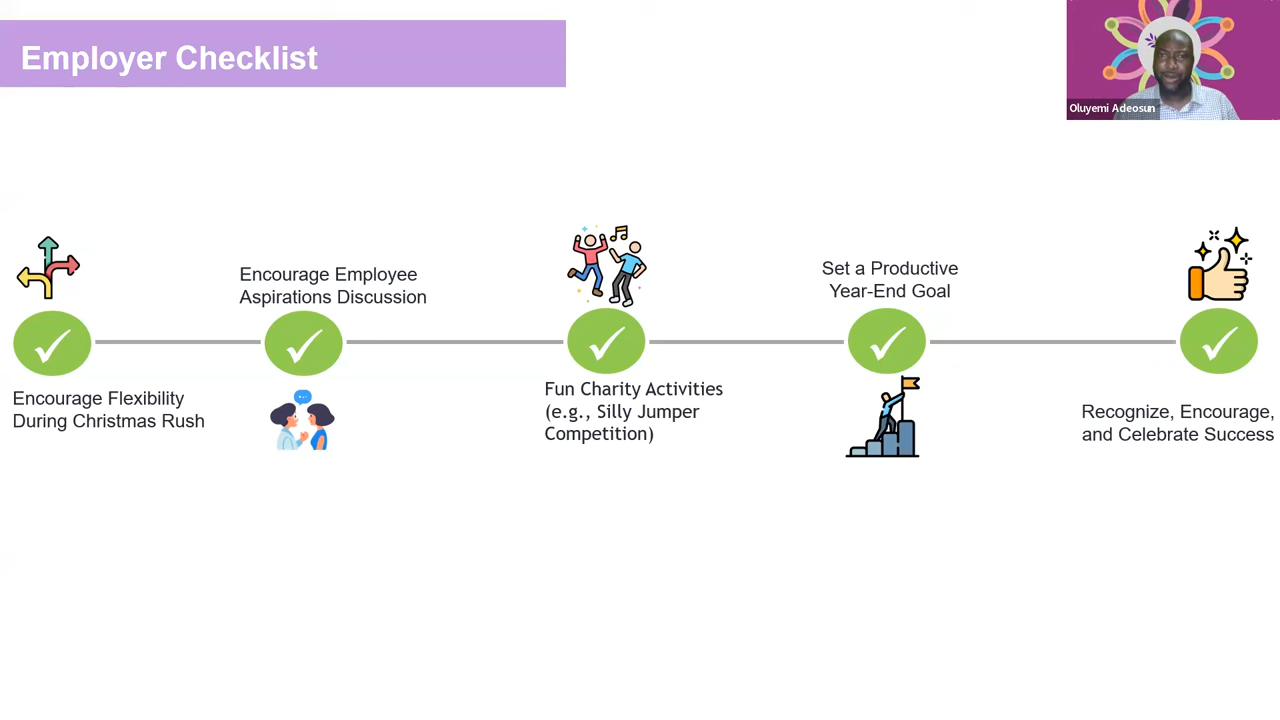 Employer Checklist
Oluyemi Adeosun
Encourage Flexibility
During Christmas Rush
Encourage Employee
Aspirations Discussion
Fun Charity Activities
(e.g., Silly Jumper
Competition)
Set a Productive
Year-End Goal
Recognize, Encourage,
and Celebrate Success